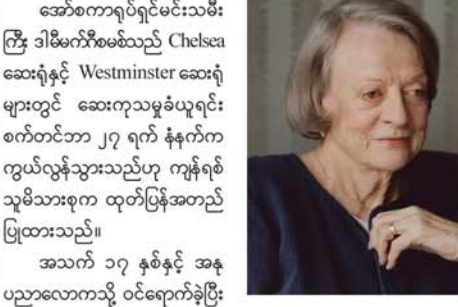 အော်စကာရုပ်ရှင်မင်းသမီး
ကြီး ဒါမီမက်ဂီစမစ်သည် Chelsea
ဆေးရုံနှင့် Westminster ဆေးရုံ
များတွင် ဆေးကုသမှုခံယူရင်း
စက်တင်ဘာ ၂၇ ရက် နံနက်က
ကွယ်လွန်သွားသည်ဟု ကျန်ရစ်
သူမိသားစုက ထုတ်ပြန်အတည်
ပြုထားသည်။
အသက် ၁၇ နှစ်နှင့် အနု
ပညာလောကသို့ ဝင်ရောက်ခဲ့ပြီး